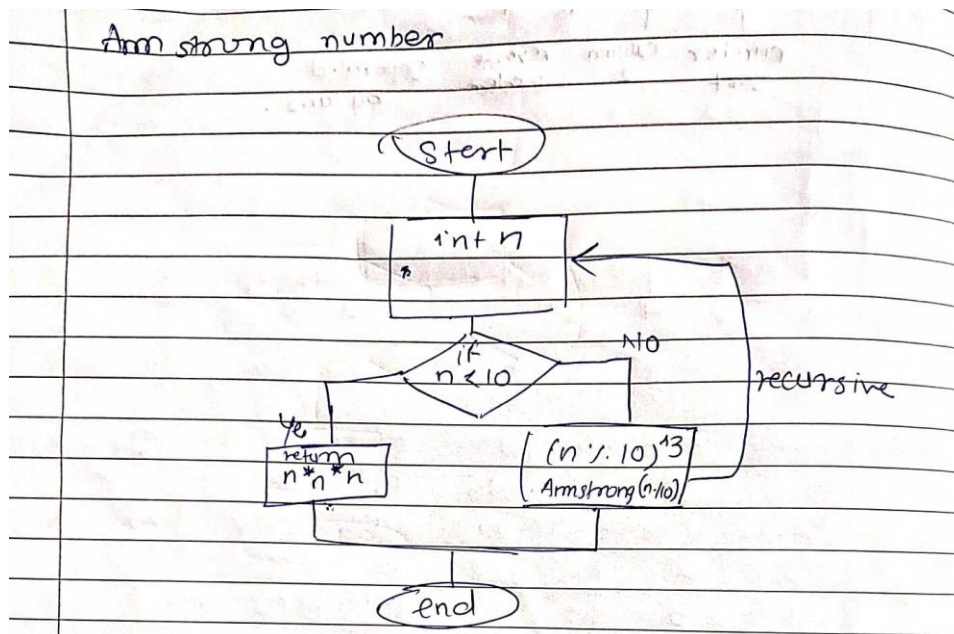 Armstrong number
Start
int n
if
n < 10
NO
recursive
Yes
return
n*n*n
(n % 10)^3
Armstrong(n/10)
end